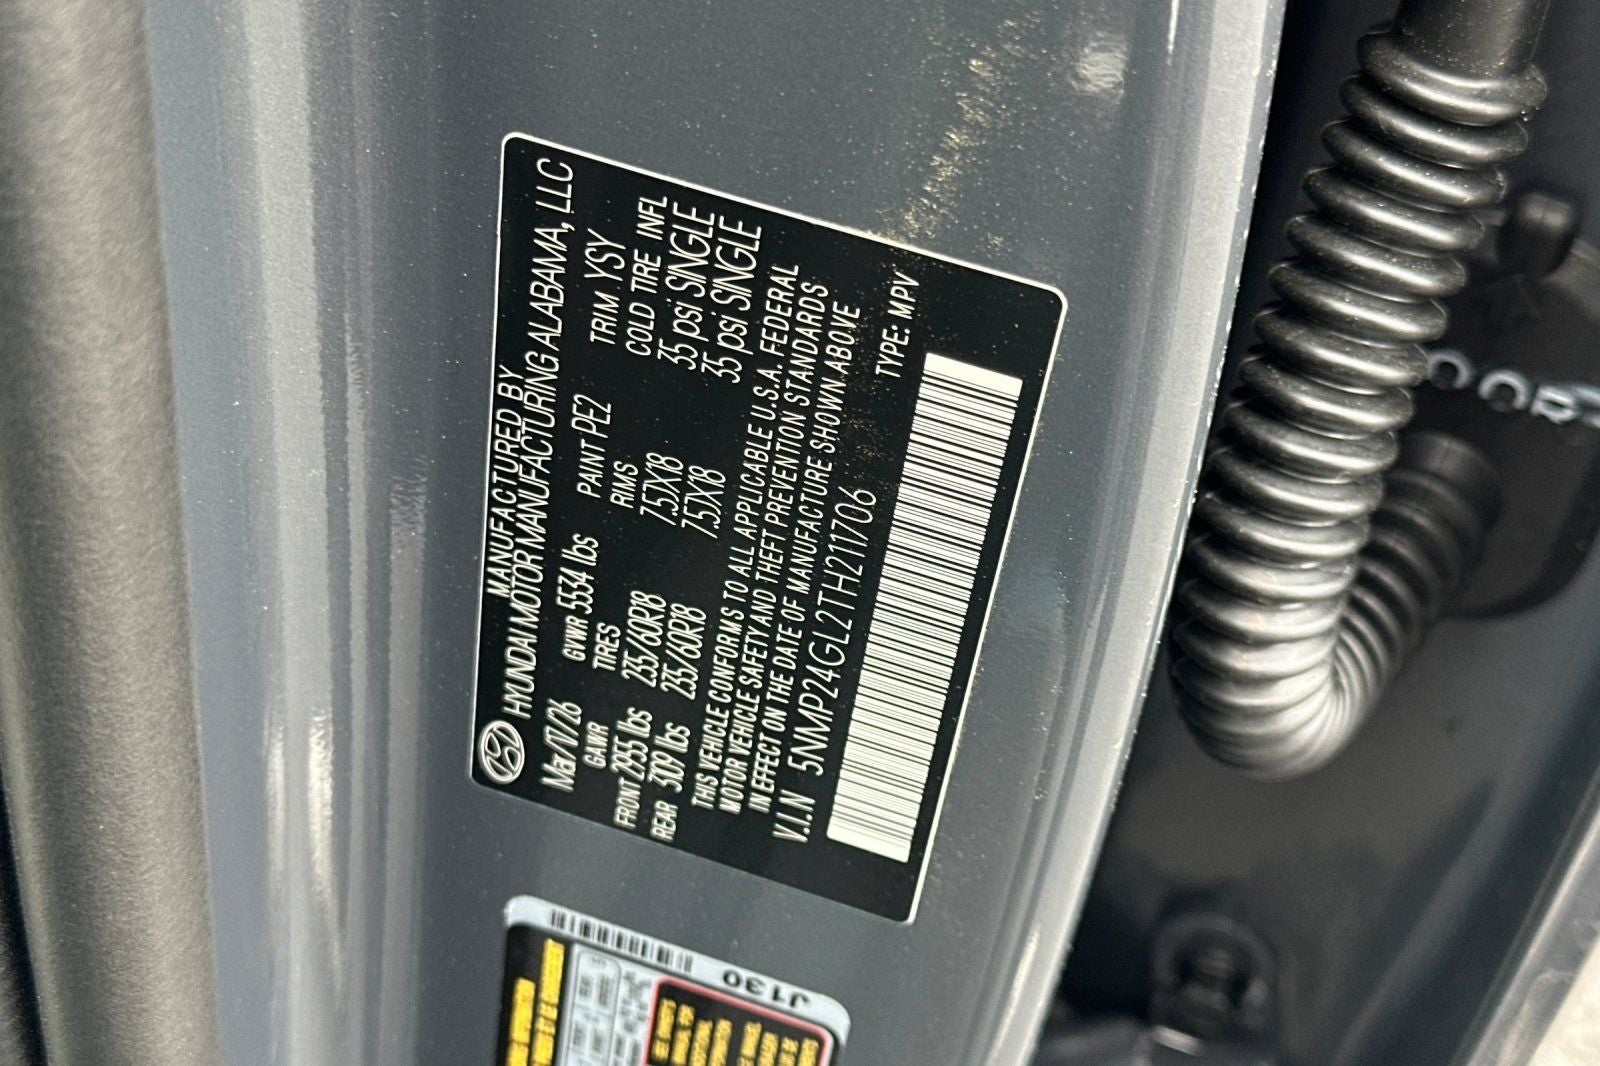 MANUFACTURED BY
HYUNDAI MOTOR MANUFACTURING ALABAMA, LLC
Mar/17/26 GVWR 5534 lbs PAINT PE2 TRIM YSY
GAWR TIRES RIMS COLD TIRE INFL
FRONT 2955 lbs 235/60R18 7.5JX18 35 psi SINGLE
REAR 3109 lbs 235/60R18 7.5JX18 35 psi SINGLE
THIS VEHICLE CONFORMS TO ALL APPLICABLE U.S.A. FEDERAL
MOTOR VEHICLE SAFETY AND THEFT PREVENTION STANDARDS
IN EFFECT ON THE DATE OF MANUFACTURE SHOWN ABOVE
V.I.N 5NMP24GL2TH211706 TYPE: MPV
J130